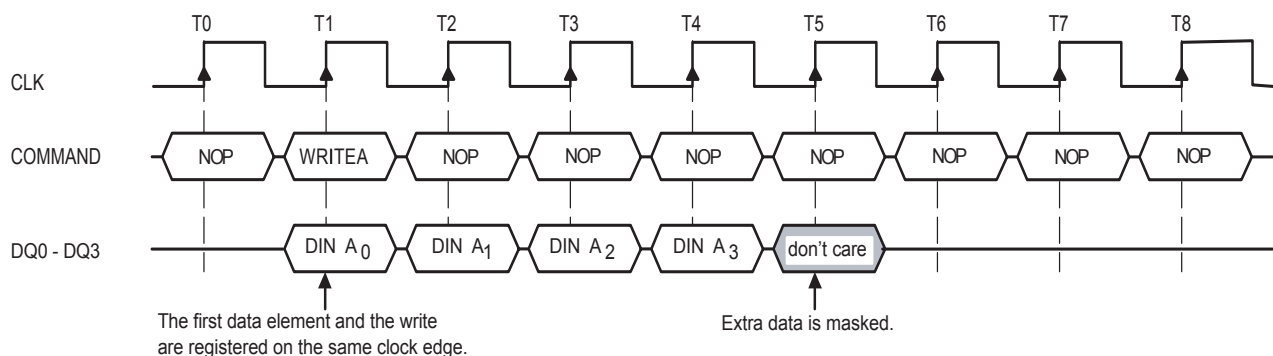 T0 T1 T2 T3 T4 T5 T6 T7 T8
CLK
COMMAND NOP WRITEA NOP NOP NOP NOP NOP NOP NOP
DQ0 - DQ3 DIN A0 DIN A1 DIN A2 DIN A3 don't care
The first data element and the write
are registered on the same clock edge.
Extra data is masked.